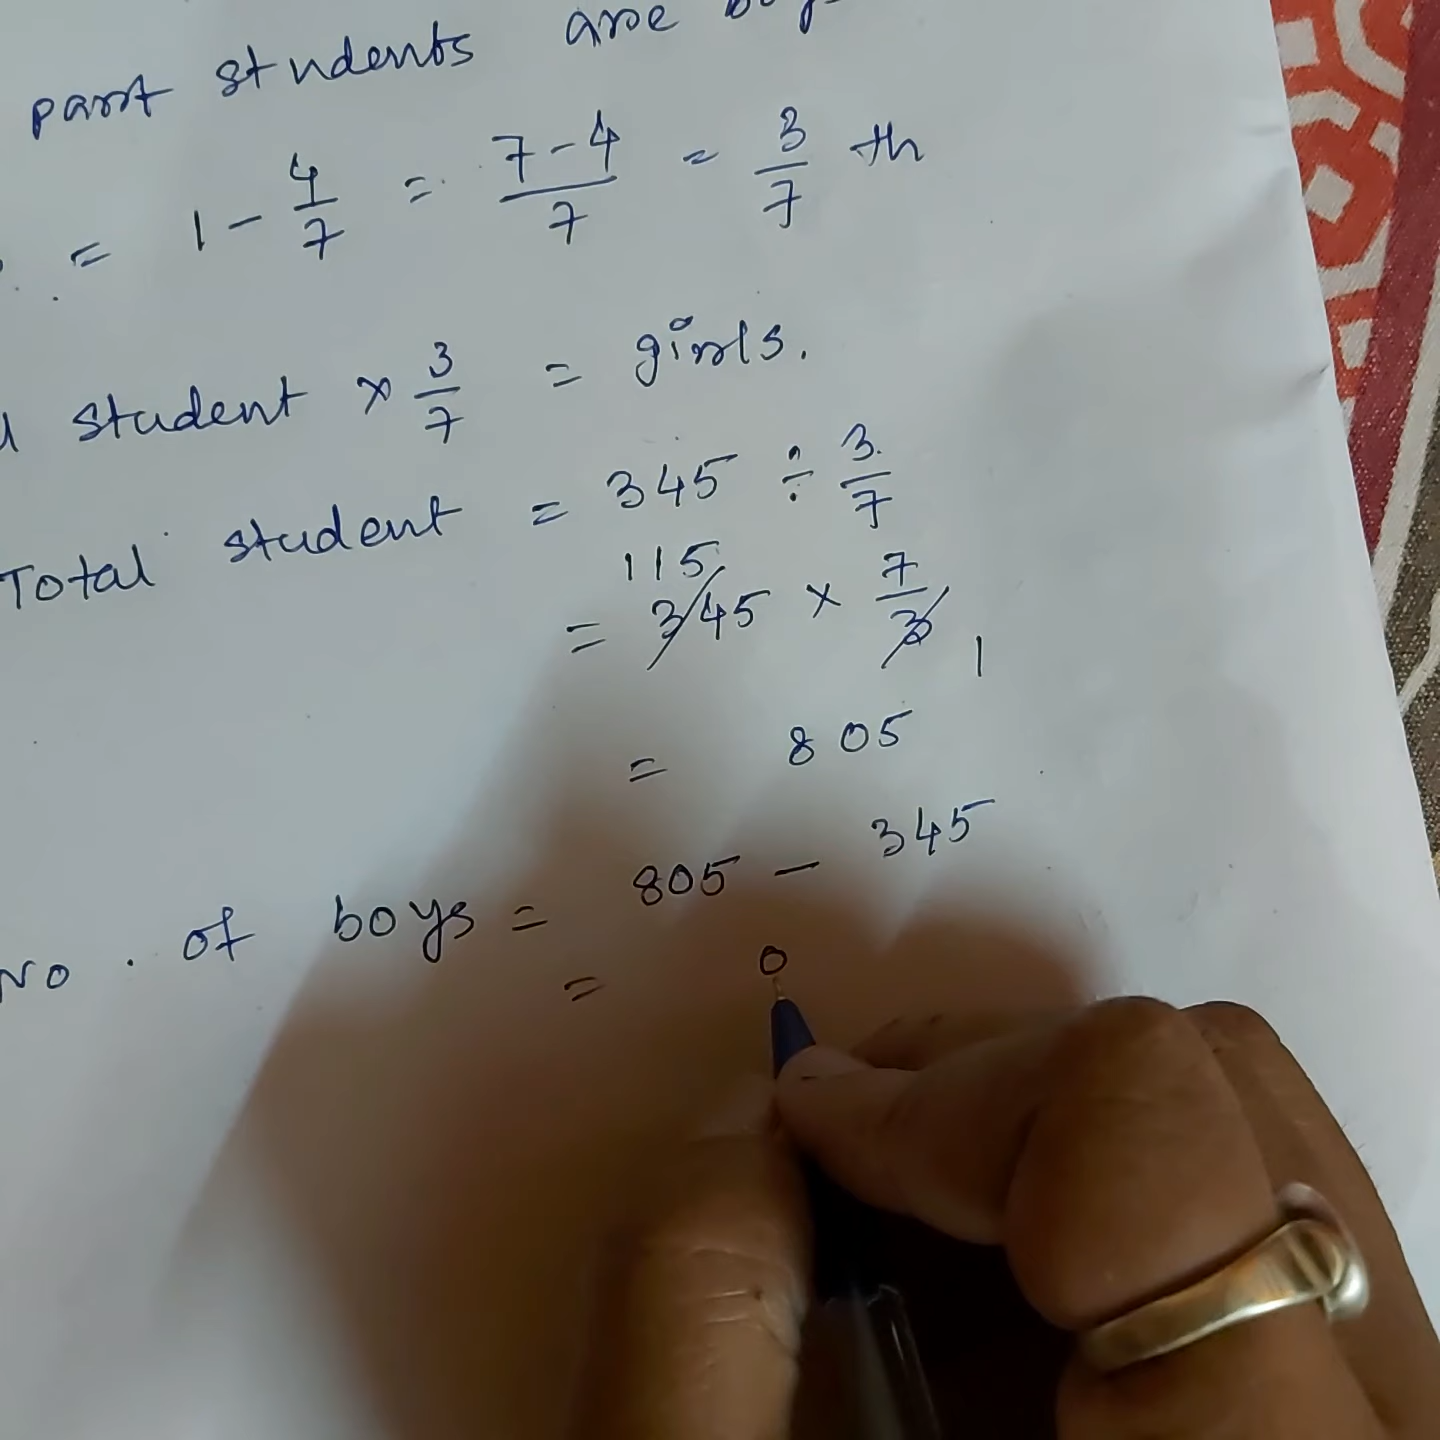 part students are
= 1 - 4/7 = 7-4/7 = 3/7 th
student × 3/7 = girls.
Total student = 345 ÷ 3/7
115
= 345 × 7/3 1
= 805
No. of boys = 805 - 345
= 0